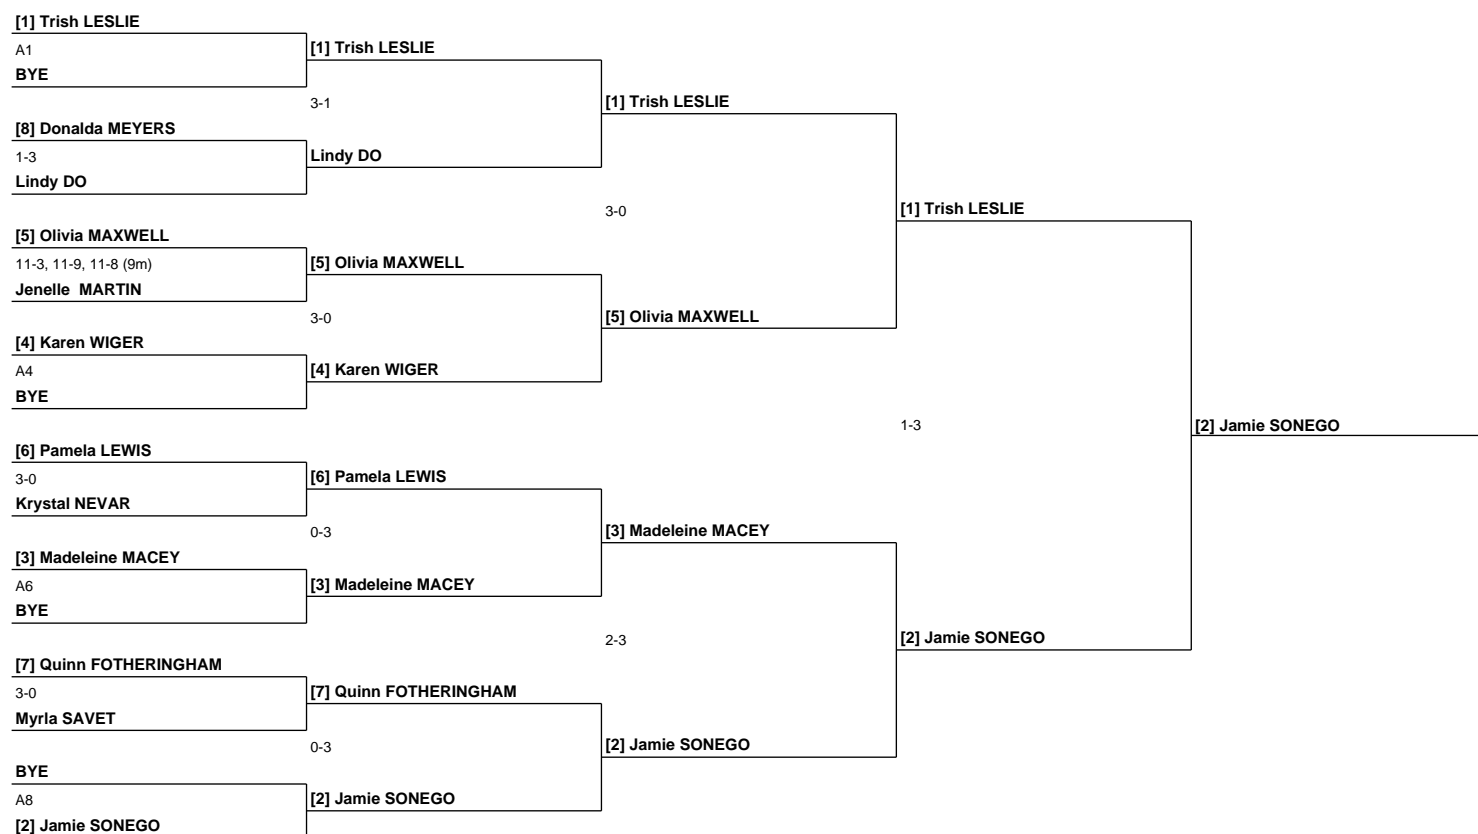 [1] Trish LESLIE
A1
BYE
[8] Donalda MEYERS
1-3
Lindy DO
[5] Olivia MAXWELL
11-3, 11-9, 11-8 (9m)
Jenelle  MARTIN
[4] Karen WIGER
A4
BYE
[6] Pamela LEWIS
3-0
Krystal NEVAR
[3] Madeleine MACEY
A6
BYE
[7] Quinn FOTHERINGHAM
3-0
Myrla SAVET
BYE
A8
[2] Jamie SONEGO
[1] Trish LESLIE
3-1
Lindy DO
[5] Olivia MAXWELL
3-0
[4] Karen WIGER
[6] Pamela LEWIS
0-3
[3] Madeleine MACEY
[7] Quinn FOTHERINGHAM
0-3
[2] Jamie SONEGO
[1] Trish LESLIE
3-0
[5] Olivia MAXWELL
[3] Madeleine MACEY
2-3
[2] Jamie SONEGO
[1] Trish LESLIE
1-3
[2] Jamie SONEGO
[2] Jamie SONEGO